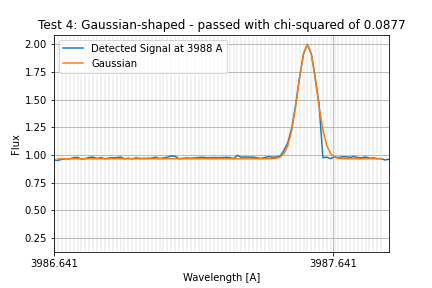 Test 4: Gaussian-shaped - passed with chi-squared of 0.0877
2.00
Detected Signal at 3988 A
Gaussian
1.75
1.50
1.25
Flux
1.00
0.75
0.50
0.25
3986.641
3987.641
Wavelength [A]